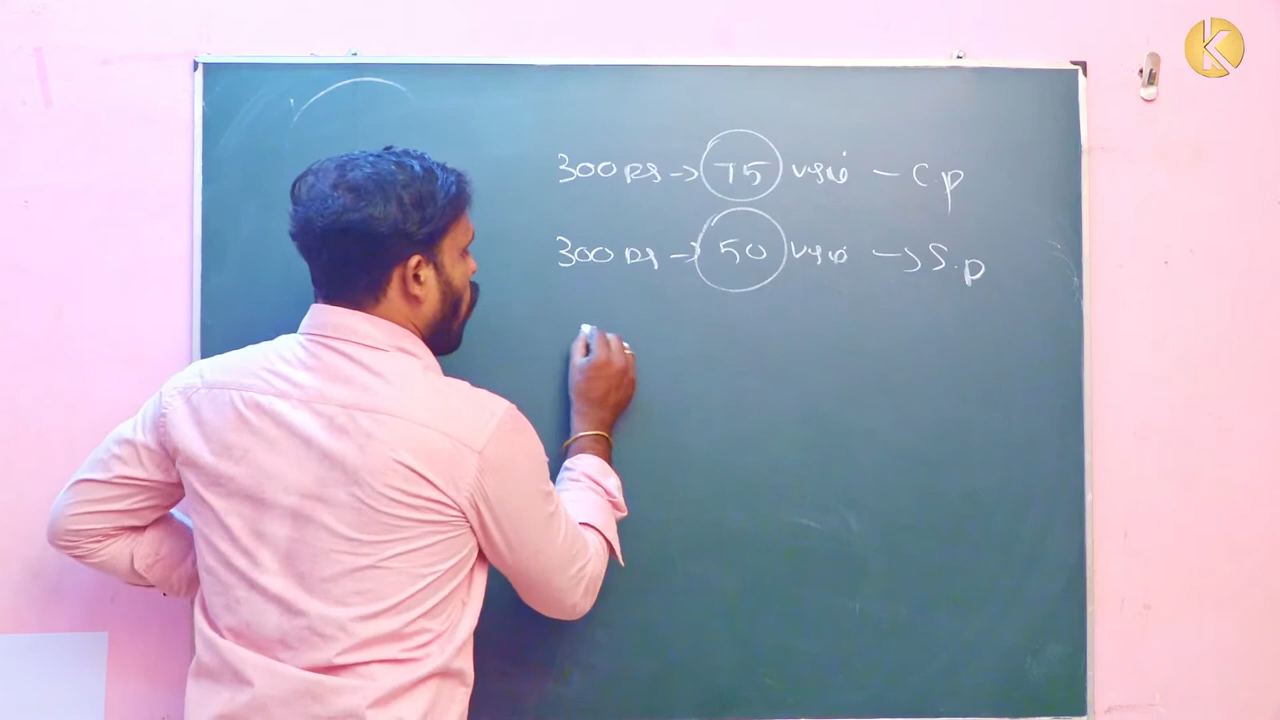 300 Rs → 75 பழம் – C.P
300 Rs → 50 பழம் → S.P